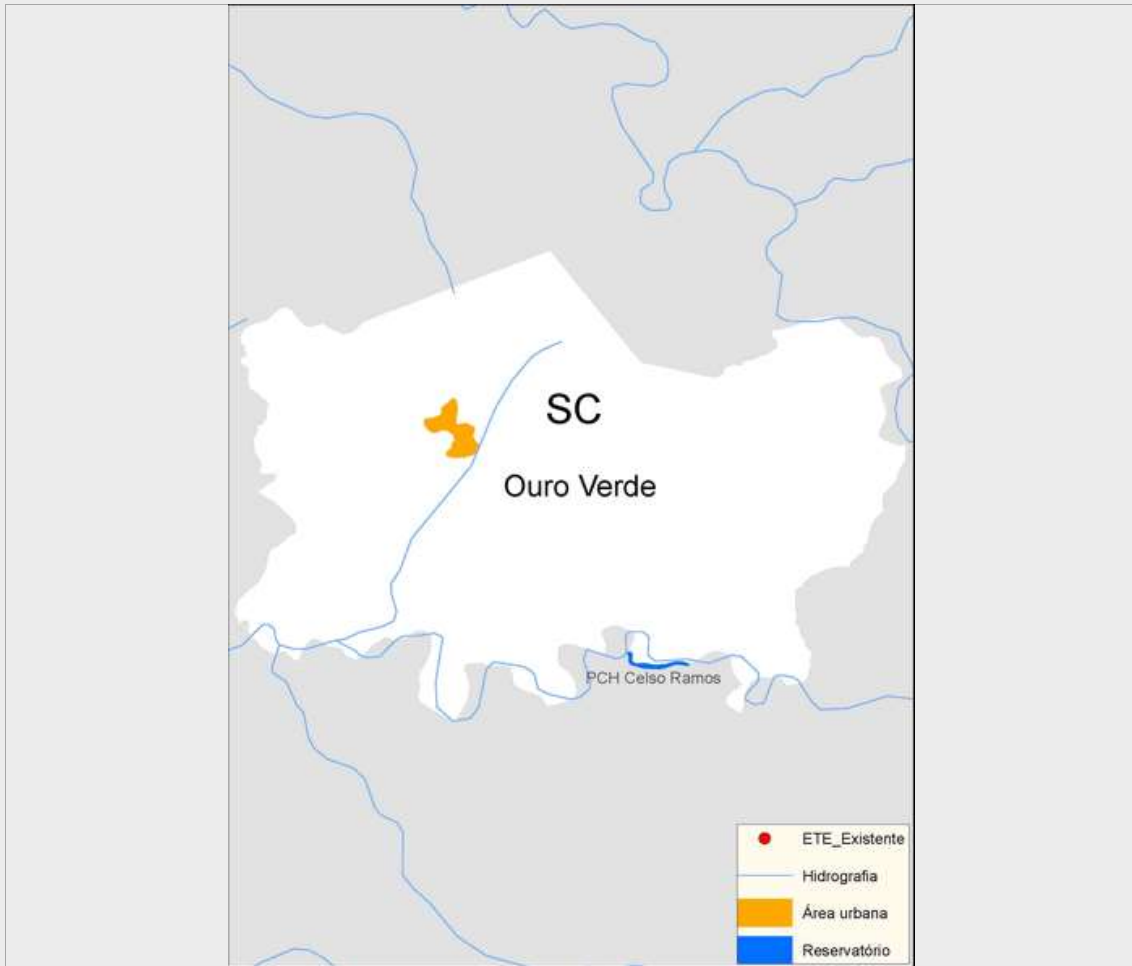 SC
Ouro Verde
PCH Celso Ramos
ETE_Existente
Hidrografia
Área urbana
Reservatório